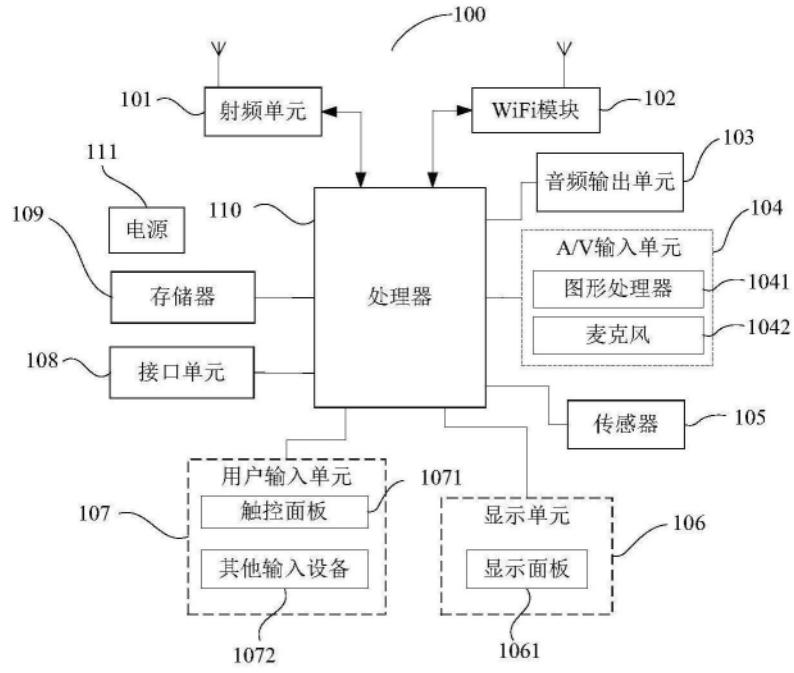 100
101
射频单元
WiFi模块
102
103
音频输出单元
111
电源
110
104
A/V输入单元
109
存储器
处理器
图形处理器
1041
麦克风
1042
108
接口单元
传感器
105
用户输入单元
1071
107
触控面板
显示单元
106
其他输入设备
显示面板
1072
1061